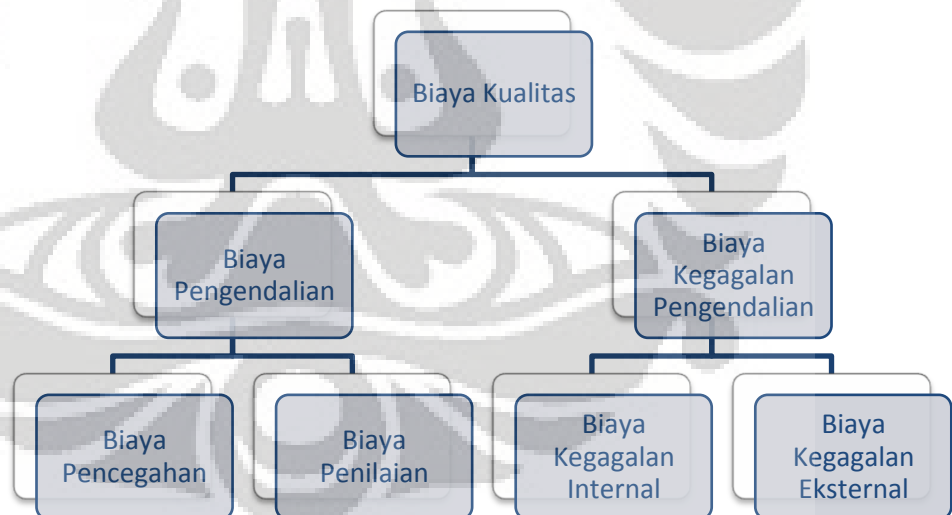 Biaya Kualitas
Biaya
Pengendalian
Biaya
Kegagalan
Pengendalian
Biaya
Pencegahan
Biaya
Penilaian
Biaya
Kegagalan
Internal
Biaya
Kegagalan
Eksternal